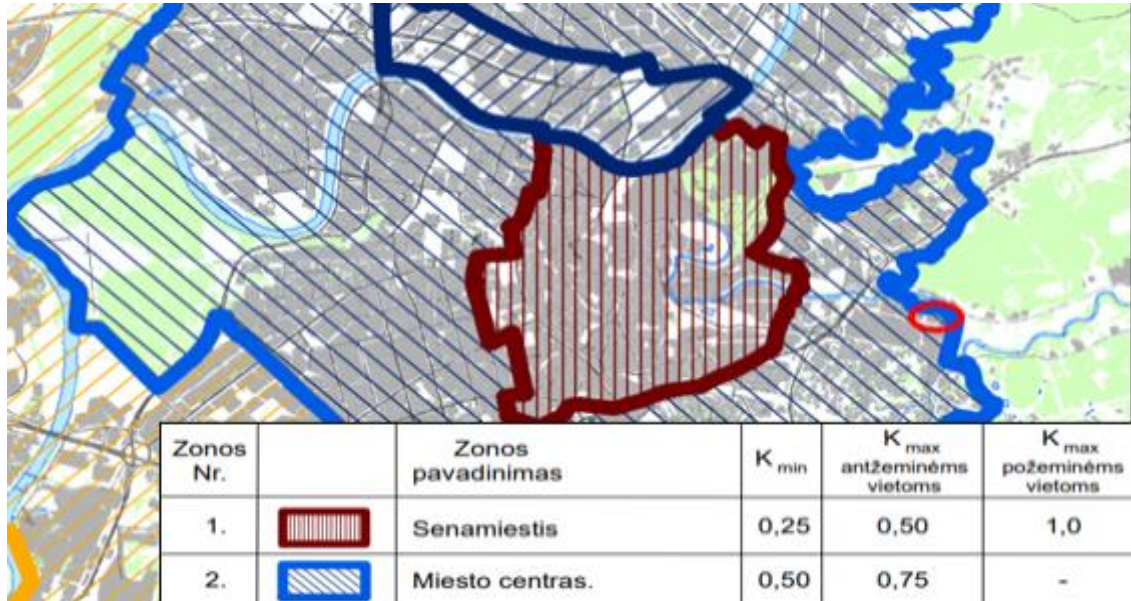 Zonos Nr. Zonos pavadinimas K min K max antžeminėms vietoms K max požeminėms vietoms
1. Senamiestis 0,25 0,50 1,0
2. Miesto centras. 0,50 0,75 -